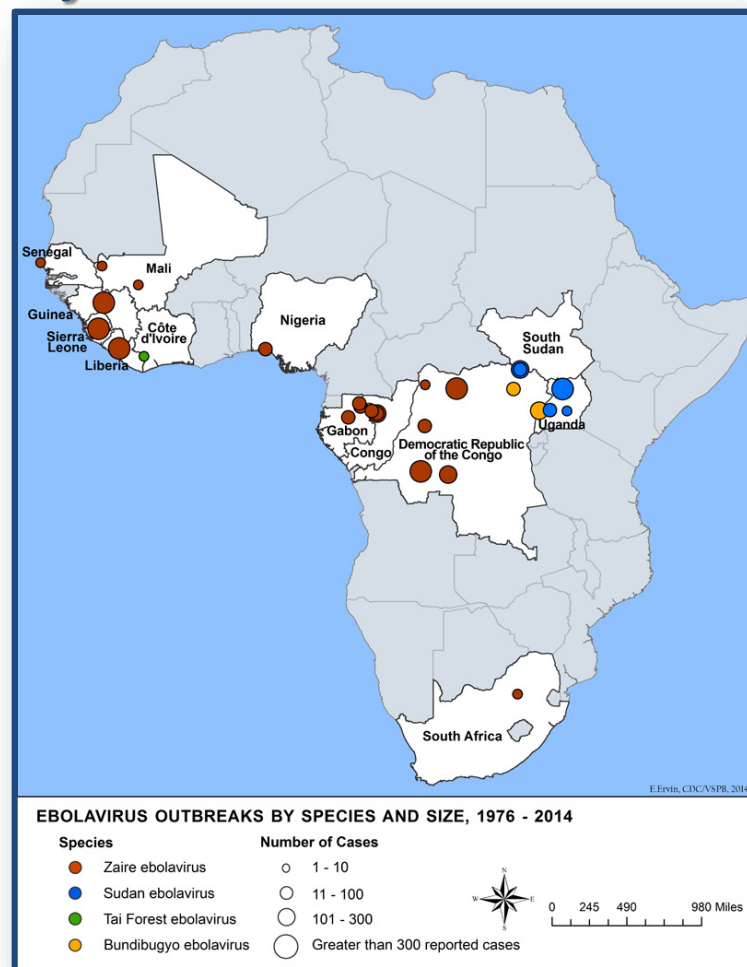 Senegal
Mali
Guinea
Côte
d'Ivoire
Sierra
Leone
Liberia
Nigeria
South
Sudan
Gabon
Uganda
Congo
Democratic Republic
of the Congo
South Africa
E.Ervin, CDC/VSPB, 2014
EBOLAVIRUS OUTBREAKS BY SPECIES AND SIZE, 1976 - 2014
Species
Zaire ebolavirus
Sudan ebolavirus
Tai Forest ebolavirus
Bundibugyo ebolavirus
Number of Cases
1 - 10
11 - 100
101 - 300
Greater than 300 reported cases
N
W E
S
0 245 490 980 Miles